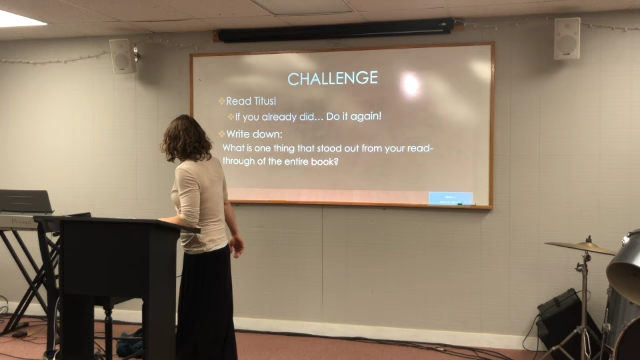 CHALLENGE
Read Titus!
If you already did... Do it again!
Write down:
What is one thing that stood out from your read-
through of the entire book?